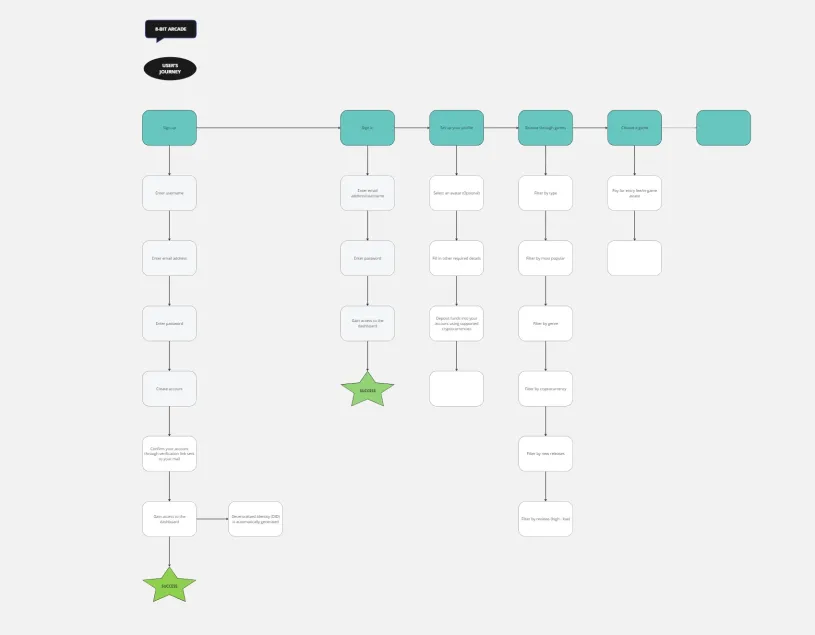 8-BIT ARCADE
USER'S
JOURNEY
Sign up
Sign in
Set up your profile
Browse through games
Choose a game
Enter username
Enter email
address/username
Select an avatar (Optional)
Filter by type
Pay for entry fee/in-game
assets
Enter email address
Enter password
Fill in other required details
Filter by most popular
Enter password
Gain access to the
dashboard
Deposit funds into your
account using supported
cryptocurrencies
Filter by genre
Create account
SUCCESS
Filter by cryptocurrency
Confirm your account
through verification link sent
to your mail
Filter by new releases
Gain access to the
dashboard
Decentralized Identity (DID)
is automatically generated
Filter by reviews (high - low)
SUCCESS